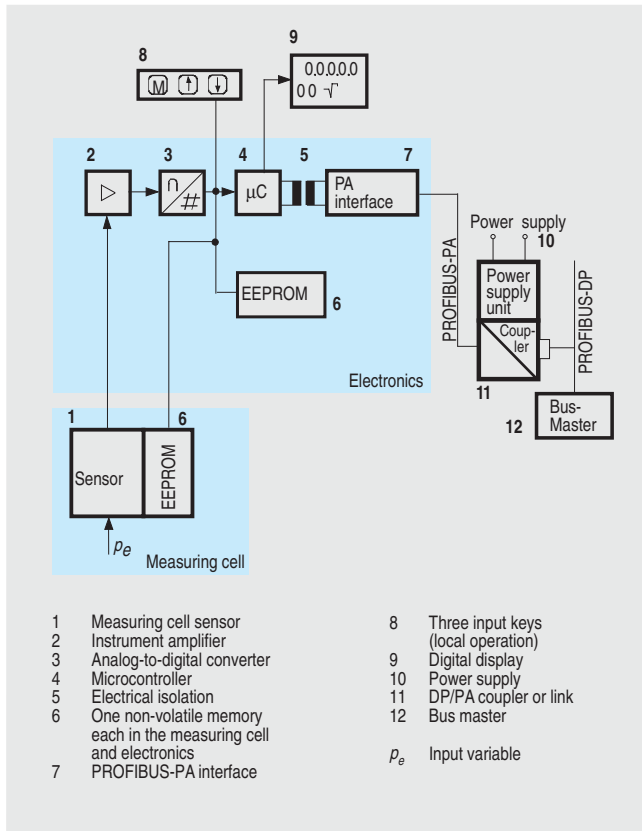 8
9
M ↑ ↓
0.0.0.0.0
0 0 √
2
3
4
5
7
∩
#
µC
PA
interface
Power supply
10
PROFIBUS-PA
Power
supply
unit
PROFIBUS-DP
EEPROM
6
Coup-
ler
Electronics
11
Bus-
Master
12
1
6
Sensor
EEPROM
pe
Measuring cell
1 Measuring cell sensor
2 Instrument amplifier
3 Analog-to-digital converter
4 Microcontroller
5 Electrical isolation
6 One non-volatile memory
each in the measuring cell
and electronics
7 PROFIBUS-PA interface
8 Three input keys
(local operation)
9 Digital display
10 Power supply
11 DP/PA coupler or link
12 Bus master
pe Input variable